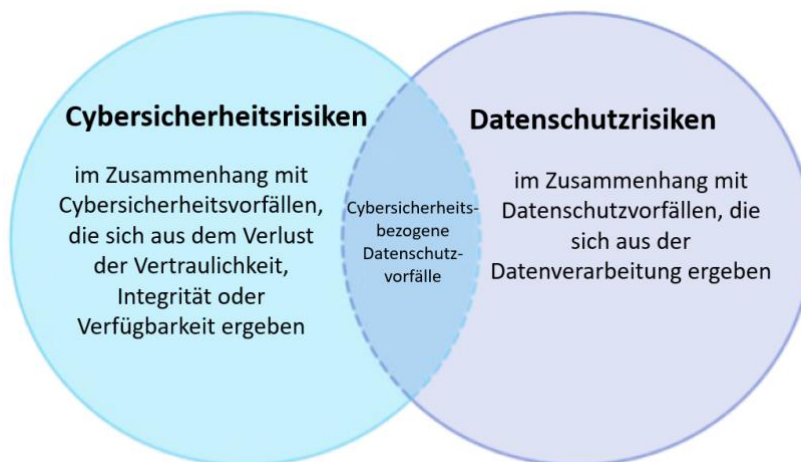 Cybersicherheitsrisiken
im Zusammenhang mit
Cybersicherheitsvorfällen,
die sich aus dem Verlust
der Vertraulichkeit,
Integrität oder
Verfügbarkeit ergeben
Cybersicherheits-
bezogene
Datenschutz-
vorfälle
Datenschutzrisiken
im Zusammenhang mit
Datenschutzvorfällen, die
sich aus der
Datenverarbeitung ergeben